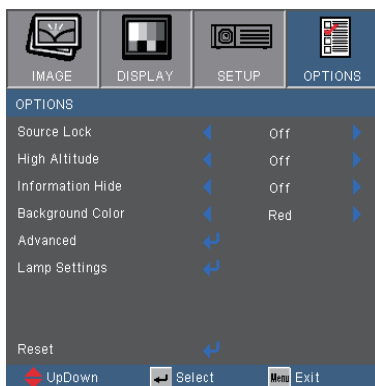 IMAGE DISPLAY SETUP OPTIONS
OPTIONS
Source Lock Off
High Altitude Off
Information Hide Off
Background Color Red
Advanced
Lamp Settings
Reset
UpDown Select Menu Exit